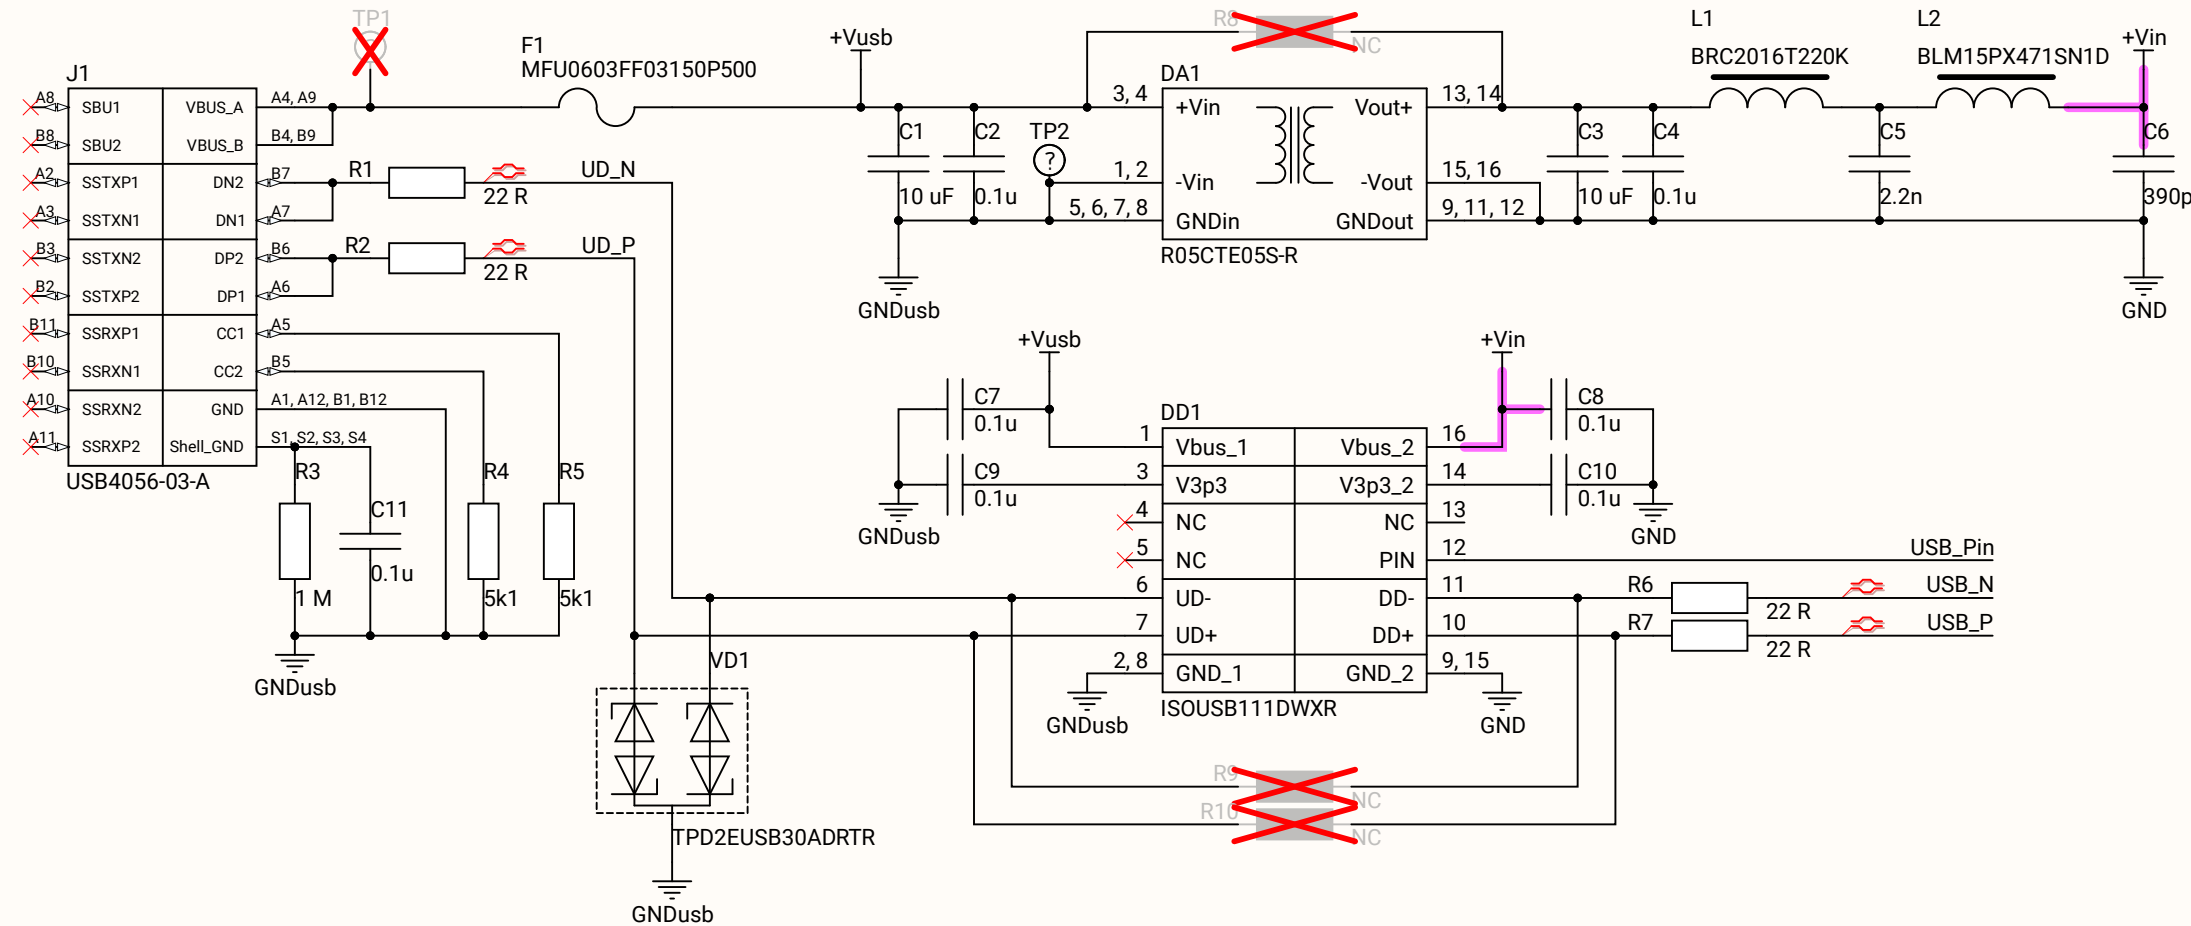 TP1
F1
MFU0603FF03150P500
+Vusb
R8
NC
L1
BRC2016T220K
L2
BLM15PX471SN1D
+Vin
J1
A8 SBU1 VBUS_A A4, A9
B8 SBU2 VBUS_B B4, B9
A2 SSTXP1 DN2 B7
A3 SSTXN1 DN1 A7
B3 SSTXN2 DP2 B6
B2 SSTXP2 DP1 A6
B11 SSRXP1 CC1 A5
B10 SSRXN1 CC2 B5
A10 SSRXN2 GND A1, A12, B1, B12
A11 SSRXP2 Shell_GND S1, S2, S3, S4
USB4056-03-A
R1
22 R
UD_N
R2
22 R
UD_P
C1
10 uF
C2
0.1u
TP2
?
GNDusb
DA1
3, 4 +Vin Vout+ 13, 14
1, 2 -Vin -Vout 15, 16
5, 6, 7, 8 GNDin GNDout 9, 11, 12
R05CTE05S-R
C3
10 uF
C4
0.1u
C5
2.2n
C6
390p
GND
R3
1 M
C11
0.1u
R4
5k1
R5
5k1
GNDusb
+Vusb
C7
0.1u
C9
0.1u
GNDusb
+Vin
C8
0.1u
C10
0.1u
GND
DD1
1 Vbus_1 Vbus_2 16
3 V3p3 V3p3_2 14
4 NC NC 13
5 NC PIN 12
6 UD- DD- 11
7 UD+ DD+ 10
2, 8 GND_1 GND_2 9, 15
ISOUSB111DWXR
GNDusb
GND
USB_Pin
R6
22 R
USB_N
R7
22 R
USB_P
VD1
TPD2EUSB30ADRTR
GNDusb
R9
NC
R10
NC